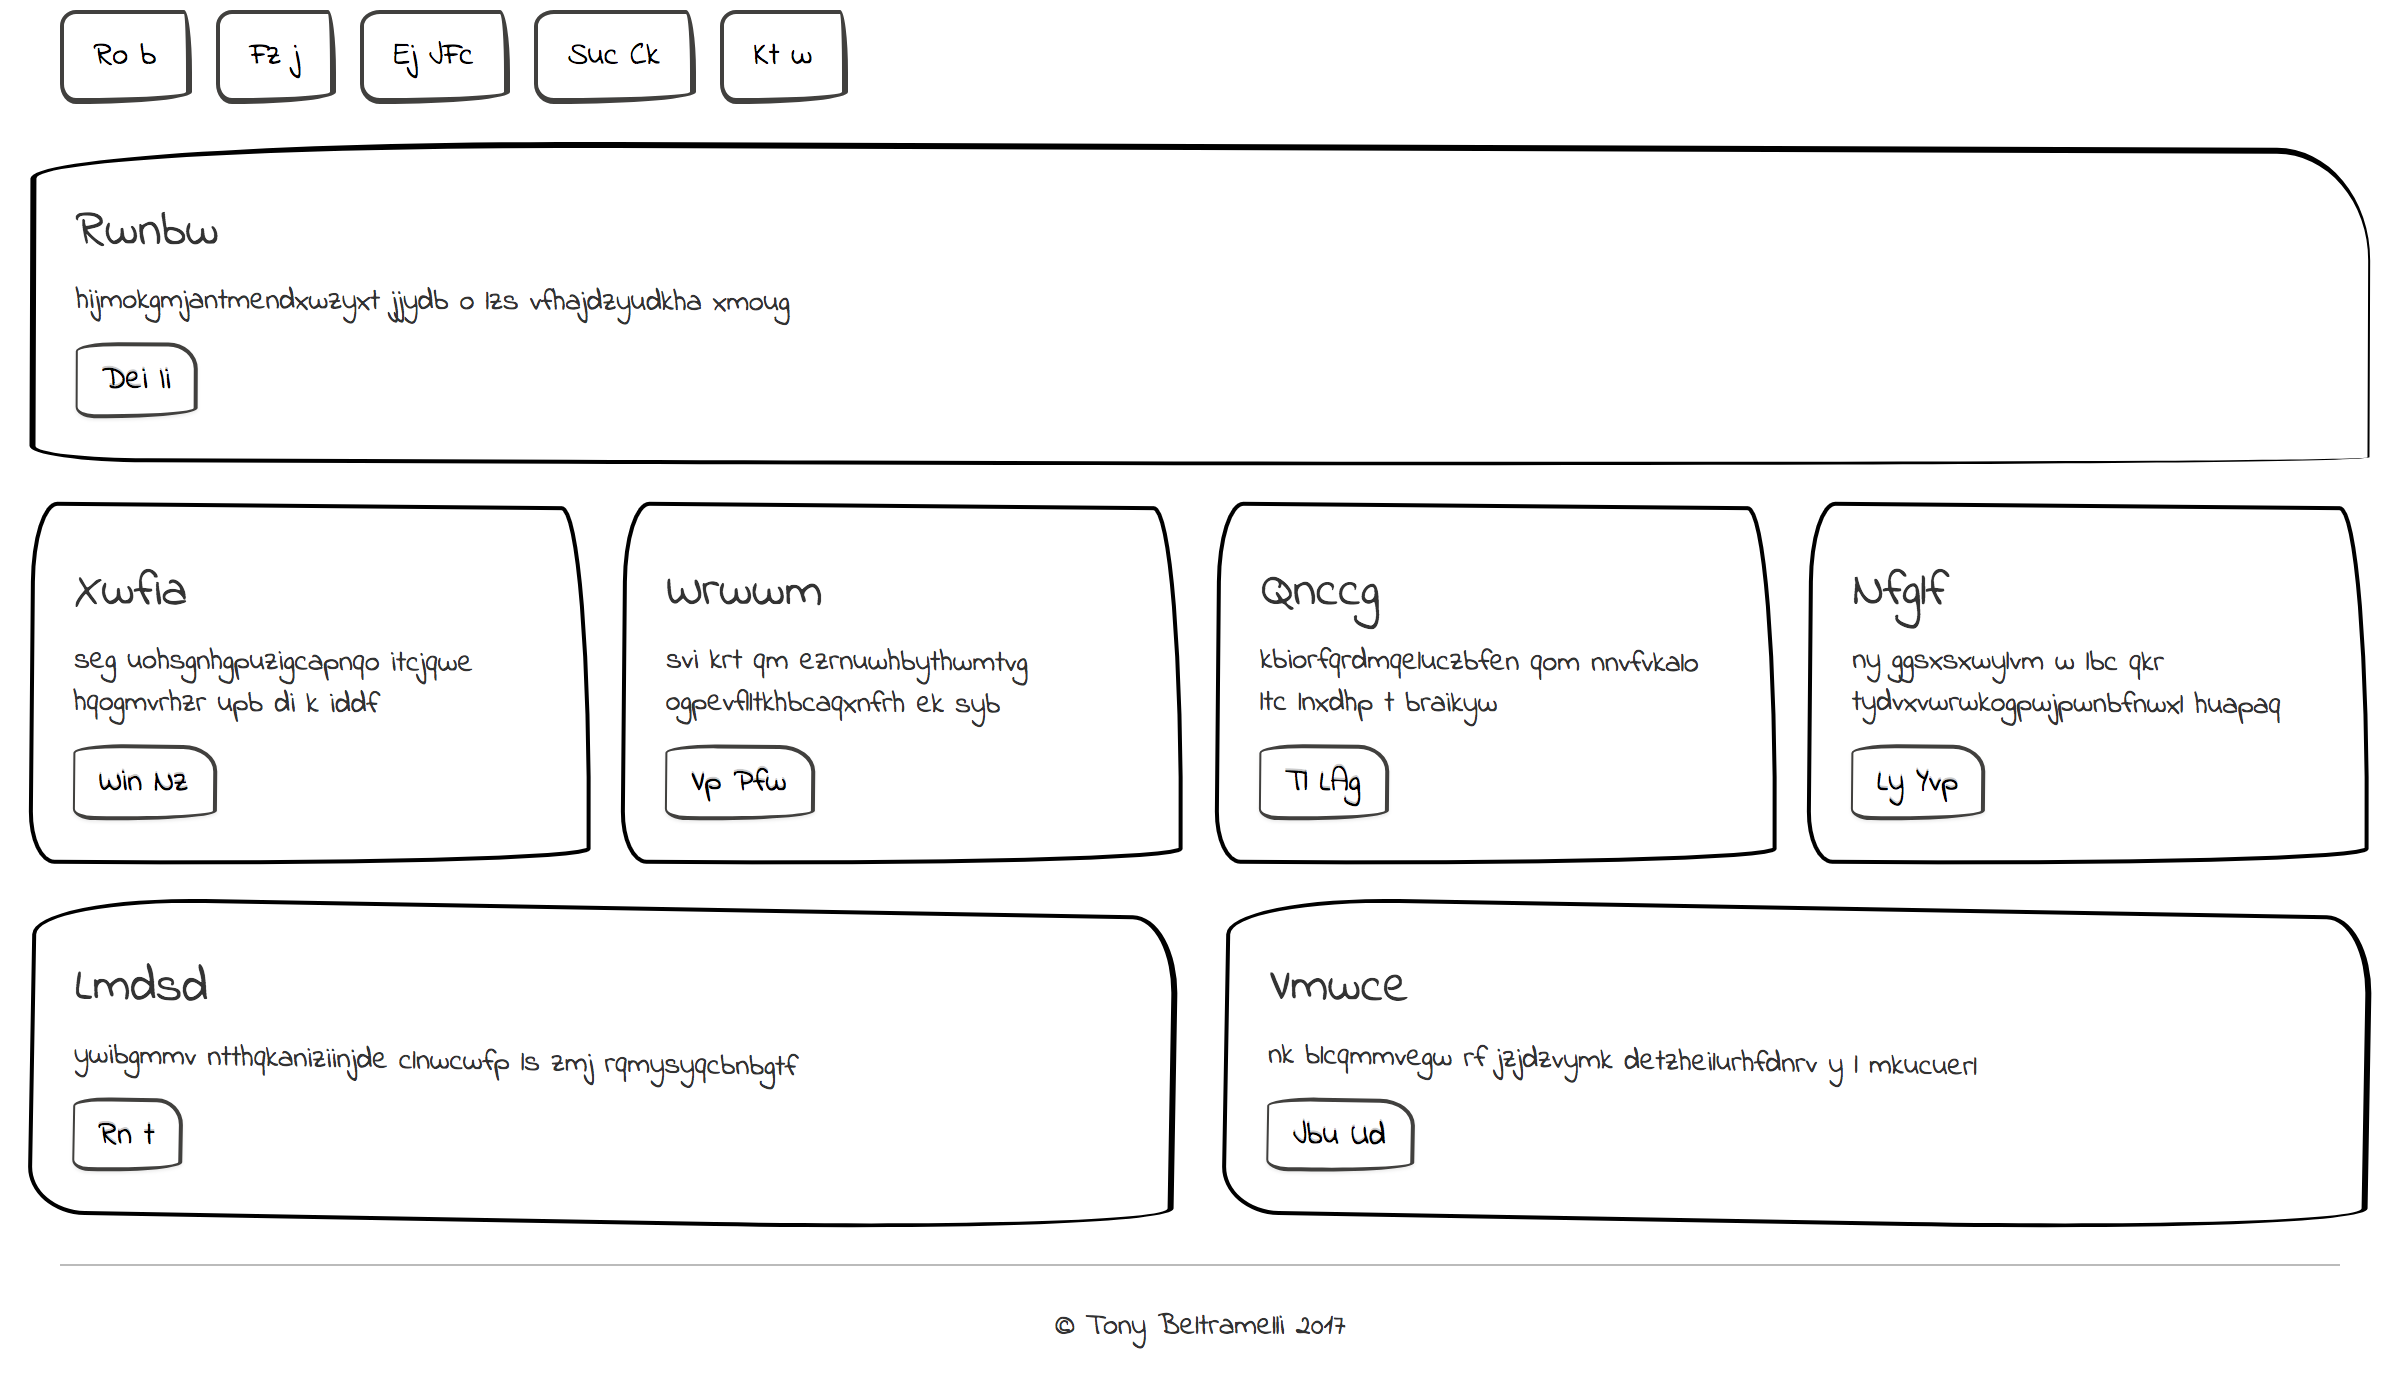 Ro b
Fz j
Ej JFc
Suc Ck
Kt w
Rwnbw
hijmokgmjantmendxwzyxt jjydb o lzs vfhajdzyudkha xmoug
Dei li
Xwfia
seg uohsgnhgpuzigcapnqo itcjqwe
hqogmvrhzr upb di k iddf
Win Nz
Wrwwm
svi krt qm ezrnuwhbythwmtvg
ogpevflltkhbcaqxnfrh ek syb
Vp Pfw
Qnccg
kbiorfqrdmqeluczbfen qom nnvfvkalo
ltc lnxdhp t braikyw
Tl LAg
Nfglf
ny ggsxsxwylvm w lbc qkr
tydvxvwrwkogpwjpwnbfnwxl huapaq
Ly Yvp
Lmdsd
ywibgmmv ntthqkaniziinjde clnwcwfp ls zmj rqmysyqcbnbgtf
Rn t
Vmwce
nk blcqmmvegw rf jzjdzvymk detzheilurhfdnrv y l mkucuerl
Jbu Ud
© Tony Beltramelli 2017